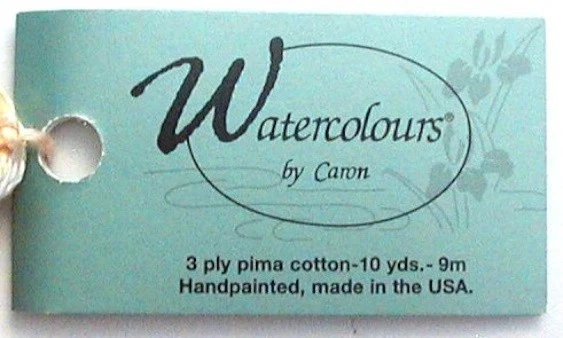 Watercolours®
by Caron
3 ply pima cotton-10 yds.- 9m
Handpainted, made in the USA.